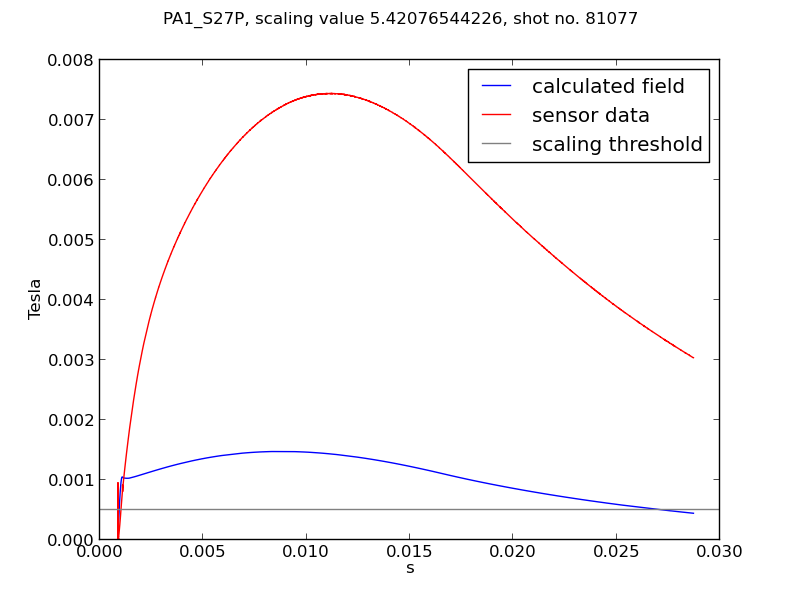 PA1_S27P, scaling value 5.42076544226, shot no. 81077
0.008
0.007
0.006
0.005
0.004
0.003
0.002
0.001
0.000
Tesla
calculated field
sensor data
scaling threshold
0.000
0.005
0.010
0.015
0.020
0.025
0.030
s